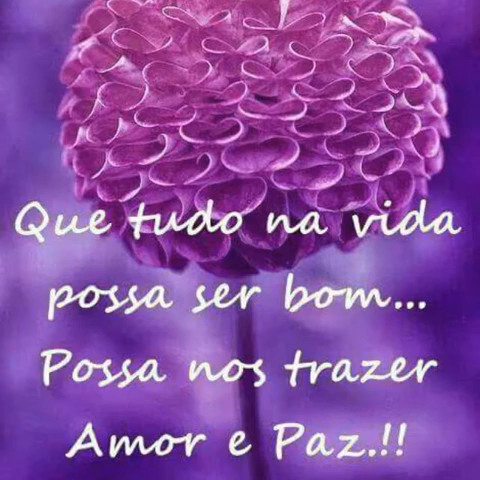 Que tudo na vida
possa ser bom...
Possa nos trazer
Amor e Paz.!!